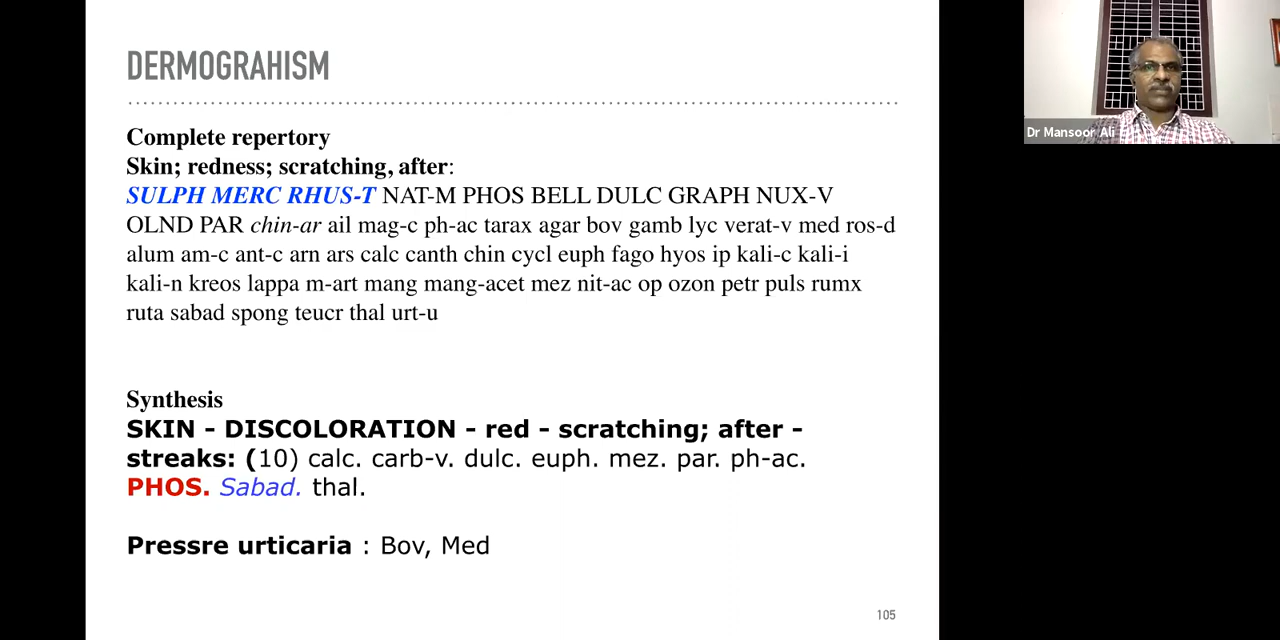 DERMOGRAHISM
Complete repertory
Skin; redness; scratching, after:
SULPH MERC RHUS-T NAT-M PHOS BELL DULC GRAPH NUX-V
OLND PAR chin-ar ail mag-c ph-ac tarax agar bov gamb lyc verat-v med ros-d
alum am-c ant-c arn ars calc canth chin cycl euph fago hyos ip kali-c kali-i
kali-n kreos lappa m-art mang mang-acet mez nit-ac op ozon petr puls rumx
ruta sabad spong teucr thal urt-u
Synthesis
SKIN - DISCOLORATION - red - scratching; after -
streaks: (10) calc. carb-v. dulc. euph. mez. par. ph-ac.
PHOS. Sabad. thal.
Pressre urticaria : Bov, Med
105
Dr Mansoor Ali